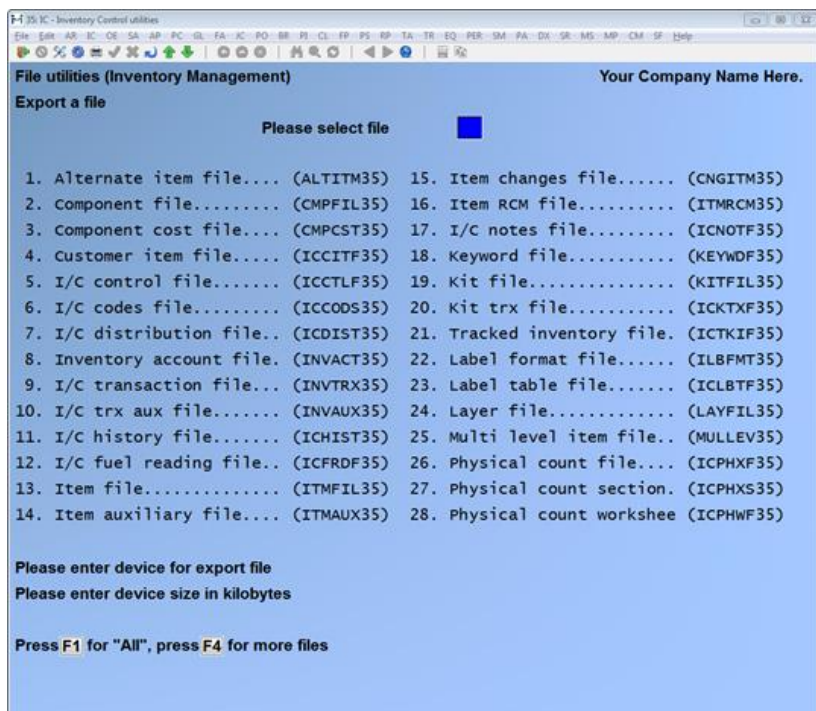 35: IC - Inventory Control utilities
File Edit AR IC OE SA AP PC GL FA JC PO BR PJ CL FP PS RP TA TR EQ PER SM PA DX SR MS MP CM SF Help
File utilities (Inventory Management) Your Company Name Here.
Export a file
Please select file
1. Alternate item file.... (ALTITM35) 15. Item changes file...... (CNGITM35)
2. Component file......... (CMPFIL35) 16. Item RCM file.......... (ITMRCM35)
3. Component cost file.... (CMPCST35) 17. I/C notes file......... (ICNOTF35)
4. Customer item file..... (ICCITF35) 18. Keyword file........... (KEYWDF35)
5. I/C control file....... (ICCTLF35) 19. Kit file............... (KITFIL35)
6. I/C codes file......... (ICCODS35) 20. Kit trx file........... (ICKTXF35)
7. I/C distribution file.. (ICDIST35) 21. Tracked inventory file. (ICTKIF35)
8. Inventory account file. (INVACT35) 22. Label format file...... (ILBFMT35)
9. I/C transaction file... (INVTRX35) 23. Label table file....... (ICLBTF35)
10. I/C trx aux file....... (INVAUX35) 24. Layer file............. (LAYFIL35)
11. I/C history file....... (ICHIST35) 25. Multi level item file.. (MULLEV35)
12. I/C fuel reading file.. (ICFRDF35) 26. Physical count file.... (ICPHXF35)
13. Item file.............. (ITMFIL35) 27. Physical count section. (ICPHXS35)
14. Item auxiliary file.... (ITMAUX35) 28. Physical count workshee (ICPHWF35)
Please enter device for export file
Please enter device size in kilobytes
Press F1 for "All", press F4 for more files